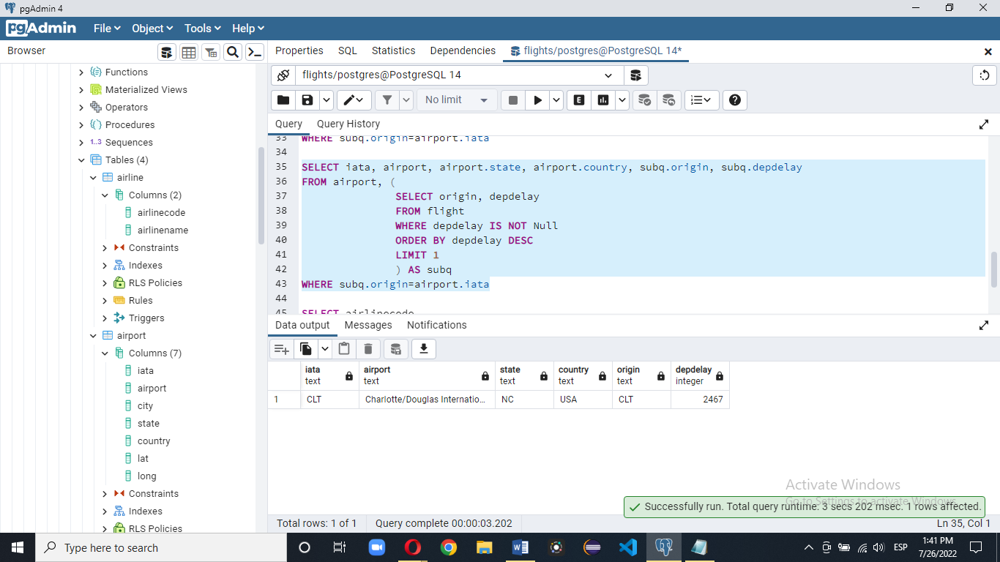 pgAdmin 4
pgAdmin File Object Tools Help
Browser
Properties SQL Statistics Dependencies flights/postgres@PostgreSQL 14*
Functions
Materialized Views
Operators
Procedures
1..3 Sequences
Tables (4)
airline
Columns (2)
airlinecode
airlinename
Constraints
Indexes
RLS Policies
Rules
Triggers
airport
Columns (7)
iata
airport
city
state
country
lat
long
Constraints
Indexes
RLS Policies
flights/postgres@PostgreSQL 14
No limit
E
Query Query History
33 WHERE subq.origin=airport.iata
34
35 SELECT iata, airport, airport.state, airport.country, subq.origin, subq.depdelay
36 FROM airport, (
37 SELECT origin, depdelay
38 FROM flight
39 WHERE depdelay IS NOT Null
40 ORDER BY depdelay DESC
41 LIMIT 1
42 ) AS subq
43 WHERE subq.origin=airport.iata
44
45 SELECT airlinecode
Data output Messages Notifications
iata airport state country origin depdelay
text text text text text integer
1 CLT Charlotte/Douglas Internatio... NC USA CLT 2467
Activate Windows
Go to Settings to activate Windows.
Successfully run. Total query runtime: 3 secs 202 msec. 1 rows affected.
Total rows: 1 of 1 Query complete 00:00:03.202 Ln 35, Col 1
Type here to search
ESP
1:41 PM
7/26/2022